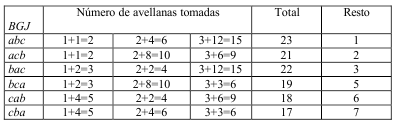 Número de avellanas tomadas Total Resto
BGJ
abc 1+1=2 2+4=6 3+12=15 23 1
acb 1+1=2 2+8=10 3+6=9 21 2
bac 1+2=3 2+2=4 3+12=15 22 3
bca 1+2=3 2+8=10 3+3=6 19 5
cab 1+4=5 2+2=4 3+6=9 18 6
cba 1+4=5 2+4=6 3+3=6 17 7